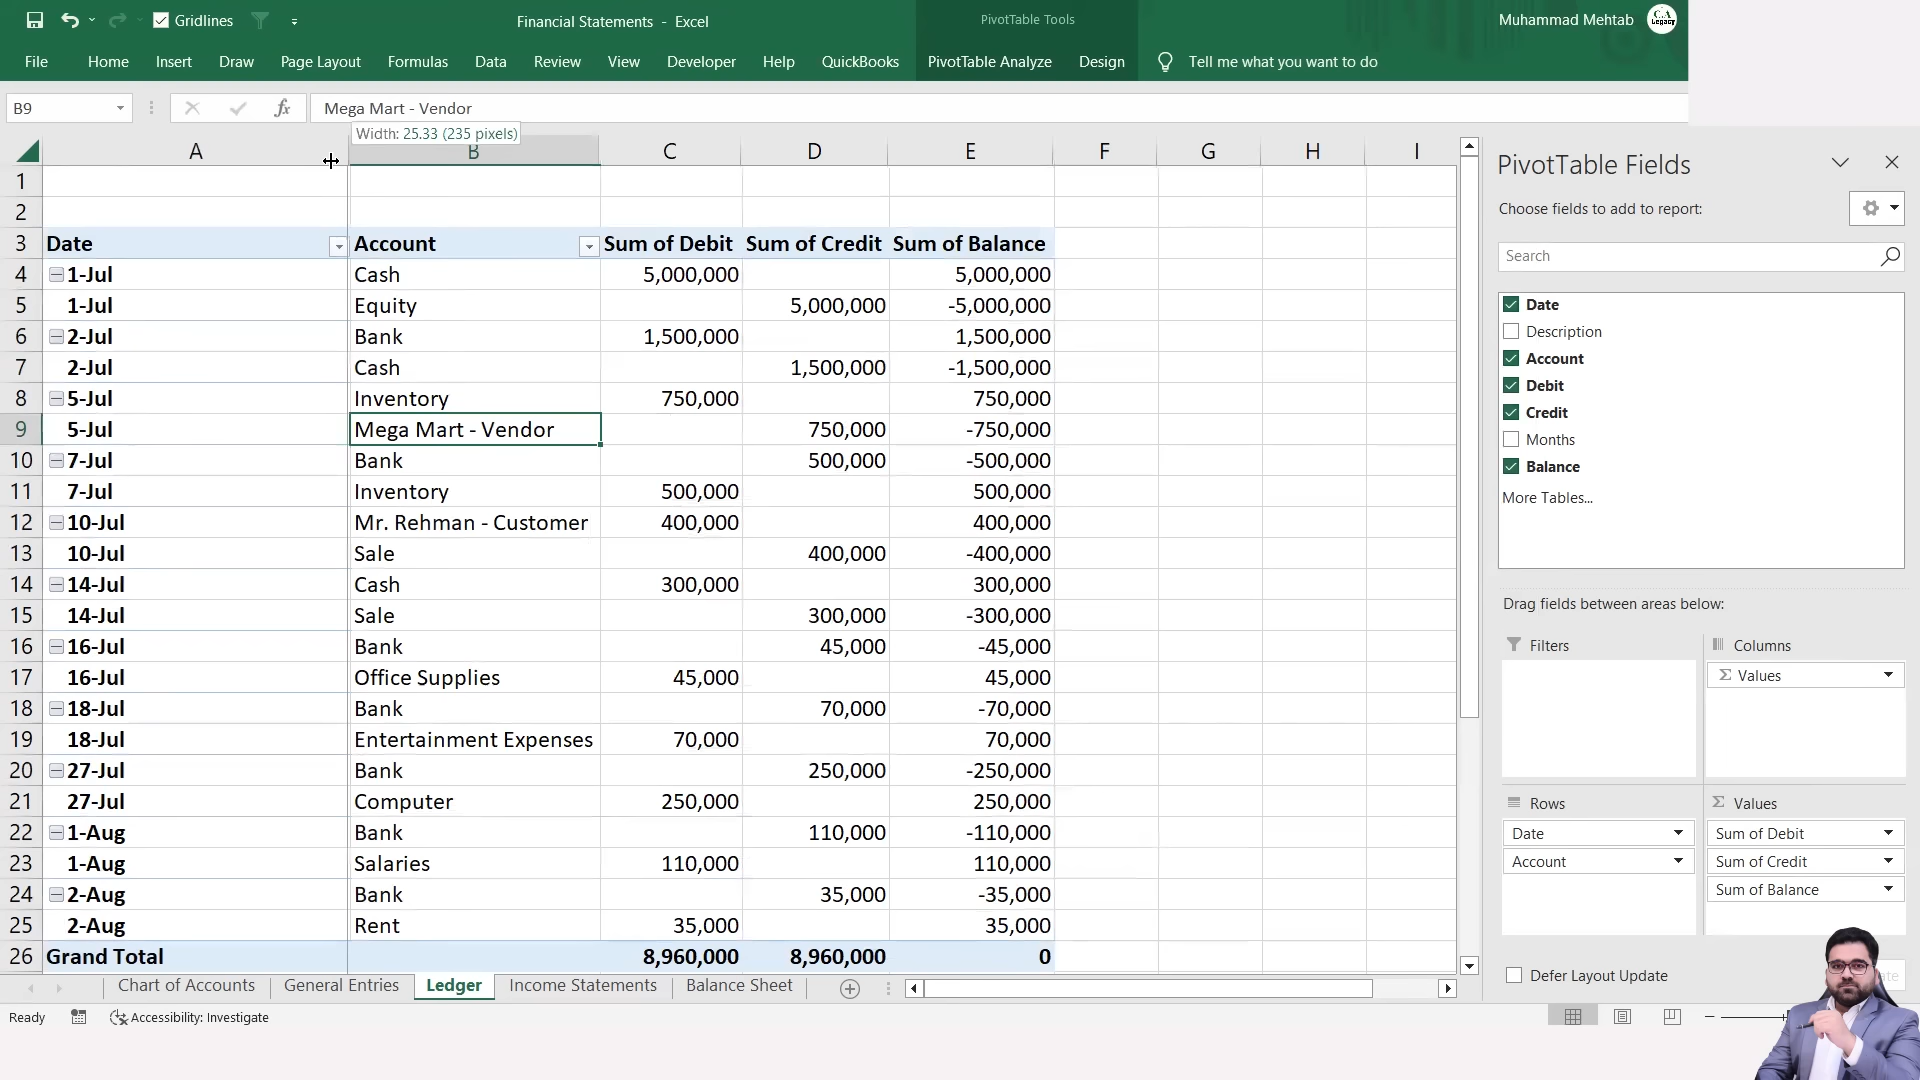 Gridlines
Financial Statements - Excel
PivotTable Tools
Muhammad Mehtab
CA
Legacy
File Home Insert Draw Page Layout Formulas Data Review View Developer Help QuickBooks PivotTable Analyze Design Tell me what you want to do
B9 fx Mega Mart - Vendor
Width: 25.33 (235 pixels)
A B C D E F G H I
1
2
3 Date Account Sum of Debit Sum of Credit Sum of Balance
4 1-Jul Cash 5,000,000 5,000,000
5 1-Jul Equity 5,000,000 -5,000,000
6 2-Jul Bank 1,500,000 1,500,000
7 2-Jul Cash 1,500,000 -1,500,000
8 5-Jul Inventory 750,000 750,000
9 5-Jul Mega Mart - Vendor 750,000 -750,000
10 7-Jul Bank 500,000 -500,000
11 7-Jul Inventory 500,000 500,000
12 10-Jul Mr. Rehman - Customer 400,000 400,000
13 10-Jul Sale 400,000 -400,000
14 14-Jul Cash 300,000 300,000
15 14-Jul Sale 300,000 -300,000
16 16-Jul Bank 45,000 -45,000
17 16-Jul Office Supplies 45,000 45,000
18 18-Jul Bank 70,000 -70,000
19 18-Jul Entertainment Expenses 70,000 70,000
20 27-Jul Bank 250,000 -250,000
21 27-Jul Computer 250,000 250,000
22 1-Aug Bank 110,000 -110,000
23 1-Aug Salaries 110,000 110,000
24 2-Aug Bank 35,000 -35,000
25 2-Aug Rent 35,000 35,000
26 Grand Total 8,960,000 8,960,000 0
Chart of Accounts General Entries Ledger Income Statements Balance Sheet
Ready Accessibility: Investigate
PivotTable Fields
Choose fields to add to report:
Search
Date
Description
Account
Debit
Credit
Months
Balance
More Tables...
Drag fields between areas below:
Filters
Columns
Σ Values
Rows
Date
Account
Σ Values
Sum of Debit
Sum of Credit
Sum of Balance
Defer Layout Update